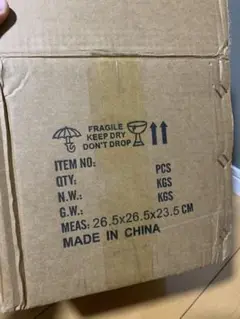 FRAGILE
KEEP DRY
DON'T DROP
ITEM NO:
QTY: PCS
N.W.: KGS
G.W.: KGS
MEAS: 26.5x26.5x23.5 CM
MADE IN CHINA